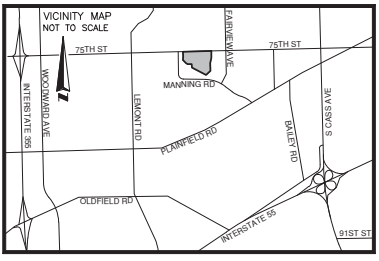 VICINITY MAP
NOT TO SCALE
FAIRVIEW AVE
75TH ST
75TH ST
MANNING RD
INTERSTATE 355
WOODWARD AVE
LEMONT RD
PLAINFIELD RD
BAILEY RD
S CASS AVE
OLDFIELD RD
INTERSTATE 55
91ST ST